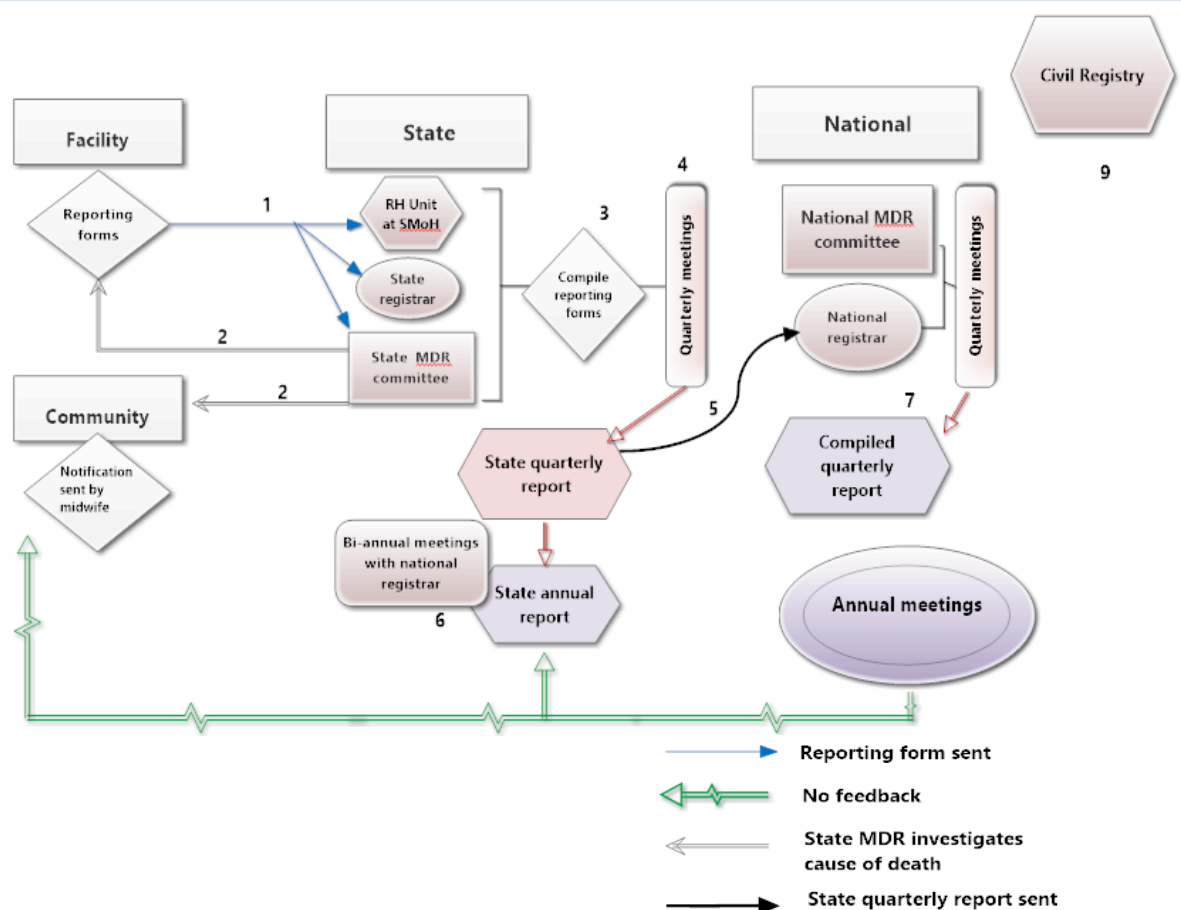 Civil Registry
9
Facility
State
National
4
1
3
Reporting
forms
RH Unit
at SMoH
State
registrar
Compile
reporting
forms
Quarterly meetings
National MDR
committee
National
registrar
Quarterly meetings
2
State MDR
committee
2
Community
Notification
sent by
midwife
5
7
State quarterly
report
Compiled
quarterly
report
Bi-annual meetings
with national
registrar
6
State annual
report
Annual meetings
Reporting form sent
No feedback
State MDR investigates
cause of death
State quarterly report sent